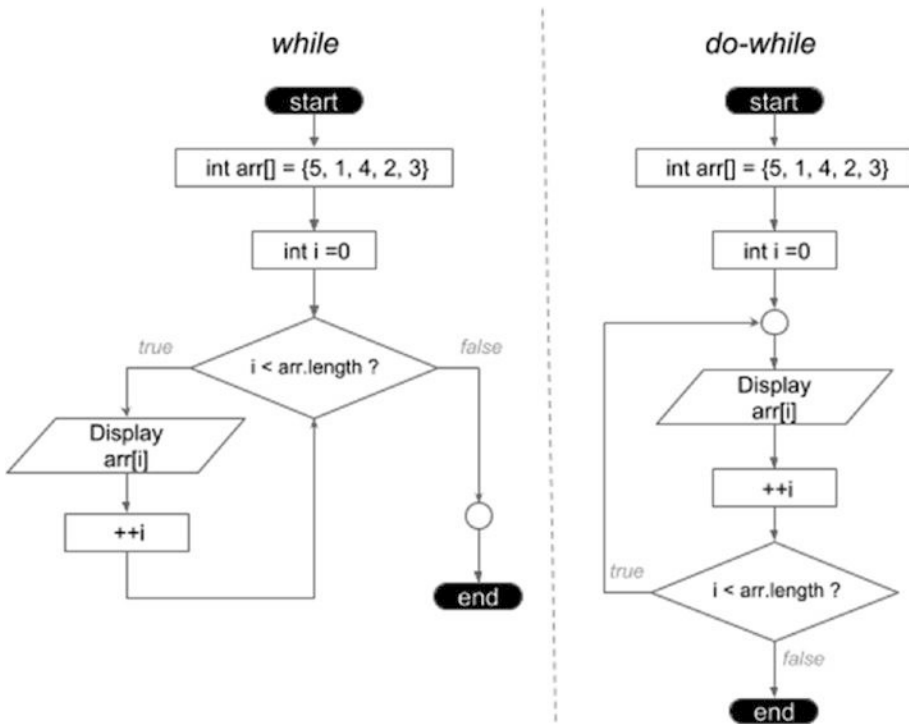 while
start
int arr[] = {5, 1, 4, 2, 3}
int i =0
i < arr.length ?
true
false
Display
arr[i]
++i
end
do-while
start
int arr[] = {5, 1, 4, 2, 3}
int i =0
Display
arr[i]
++i
i < arr.length ?
true
false
end